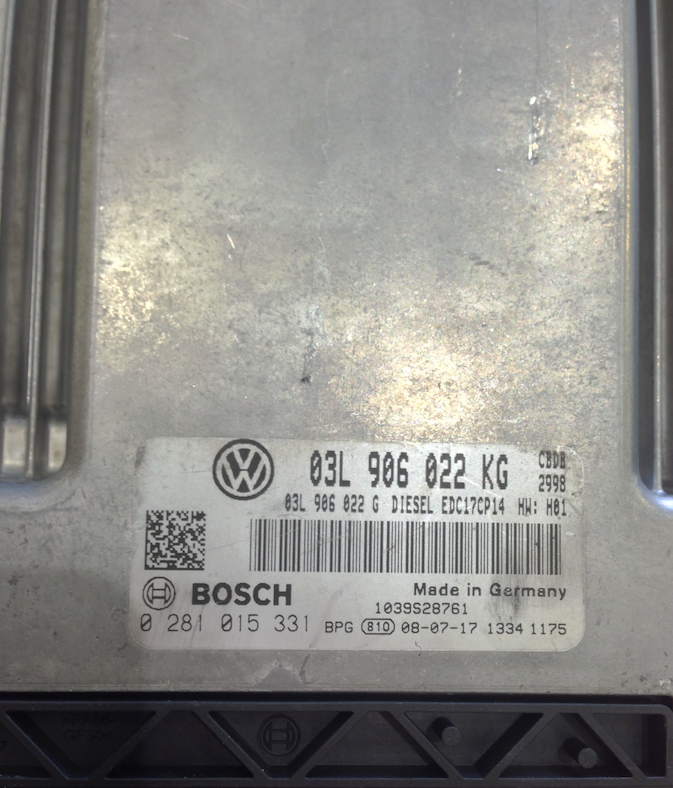 03L 906 022 KG CBDB
2998
03L 906 022 G DIESEL EDC17CP14 HW: H01
BOSCH
Made in Germany
1039S28761
0 281 015 331 BPG 810 08-07-17 1334 1175